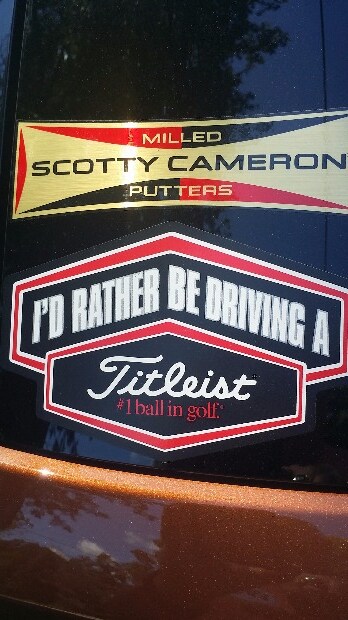 MILLED
SCOTTY CAMERON
PUTTERS
I'D RATHER BE DRIVING A
Titleist
#1 ball in golf.